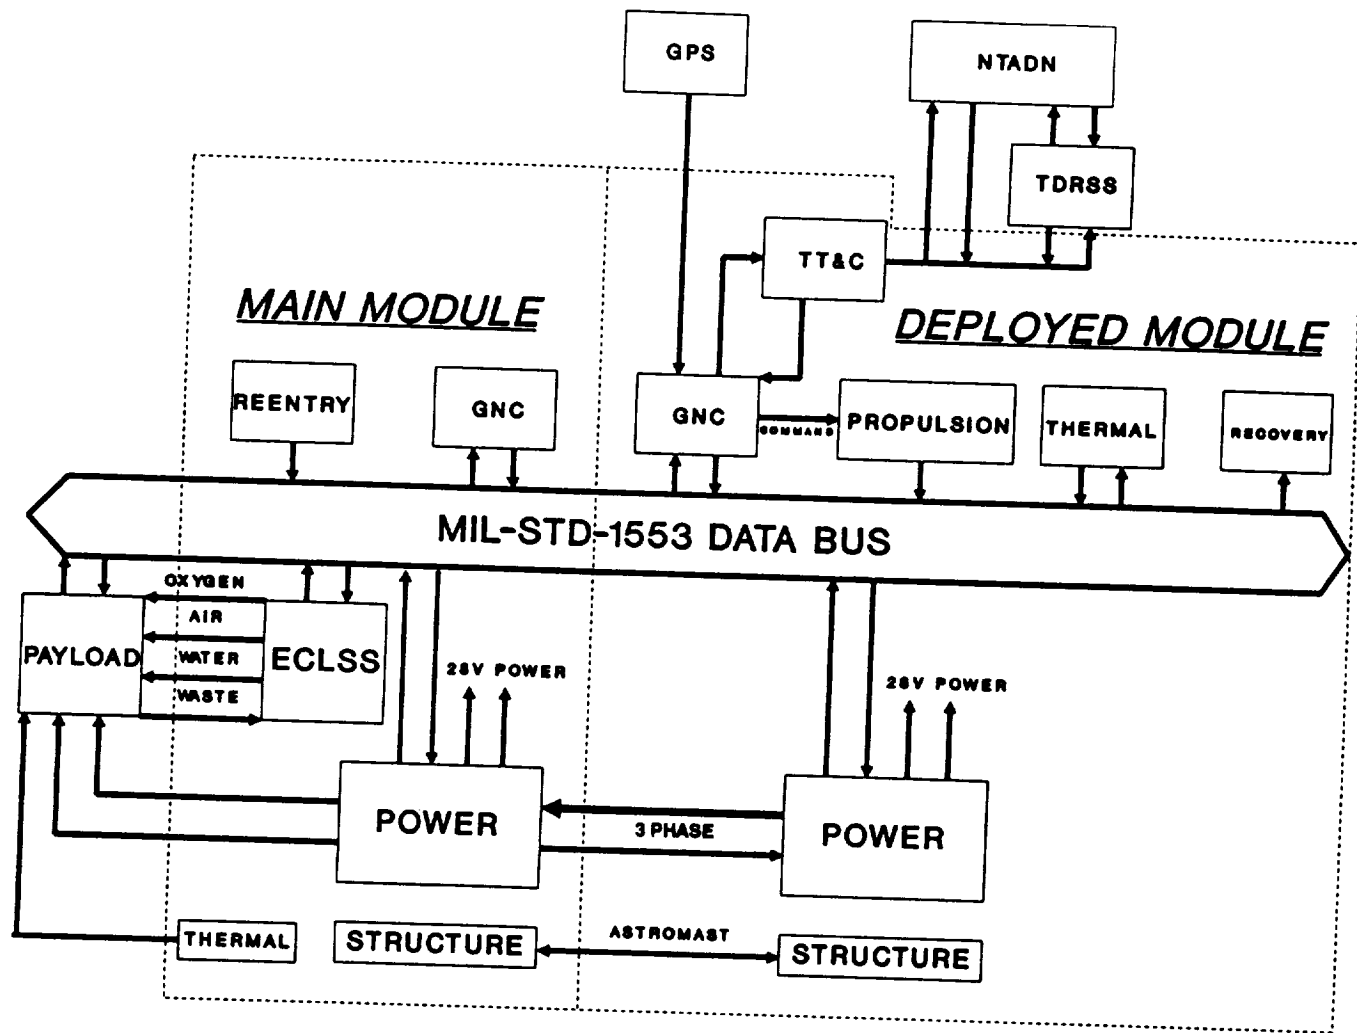 GPS
NTADN
TDRSS
TT&C
MAIN MODULE
DEPLOYED MODULE
REENTRY
GNC
GNC
COMMAND
PROPULSION
THERMAL
RECOVERY
MIL-STD-1553 DATA BUS
OXYGEN
AIR
PAYLOAD
WATER
ECLSS
WASTE
28V POWER
28V POWER
POWER
3 PHASE
POWER
THERMAL
STRUCTURE
ASTROMAST
STRUCTURE